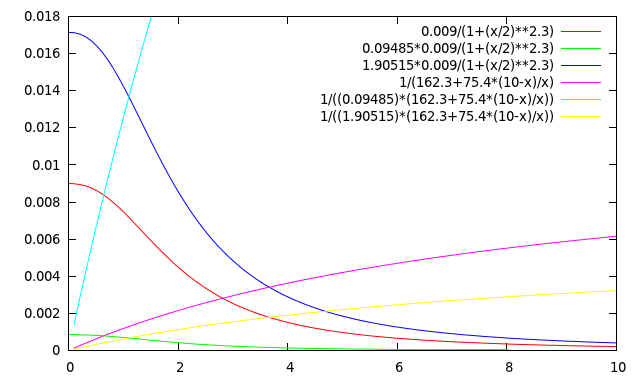 0.018
0.016
0.014
0.012
0.01
0.008
0.006
0.004
0.002
0
0 2 4 6 8 10
0.009/(1+(x/2)**2.3)
0.09485*0.009/(1+(x/2)**2.3)
1.90515*0.009/(1+(x/2)**2.3)
1/(162.3+75.4*(10-x)/x)
1/((0.09485)*(162.3+75.4*(10-x)/x))
1/((1.90515)*(162.3+75.4*(10-x)/x))